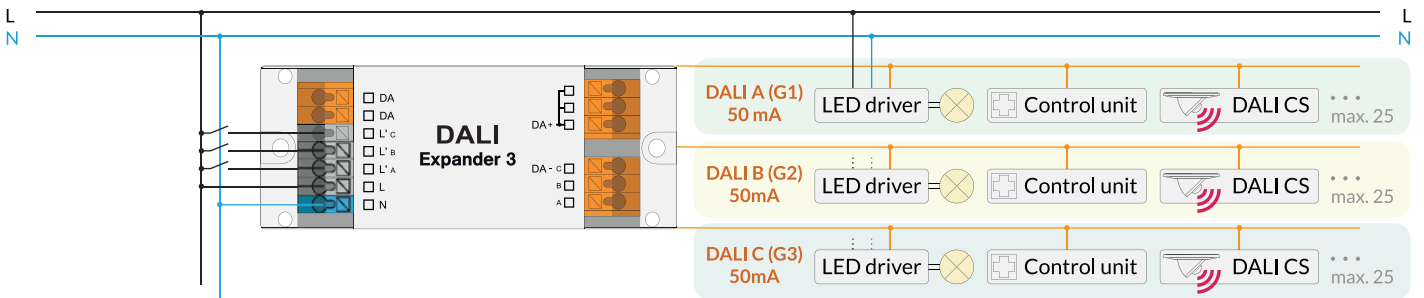 L
L
N
N
DA
DA
L' C
L' B
L' A
L
N
DALI
Expander 3
DA+
DA - C
B
A
DALI A (G1)
50 mA
LED driver
Control unit
DALI CS
• • •
max. 25
DALI B (G2)
50mA
LED driver
Control unit
DALI CS
• • •
max. 25
DALI C (G3)
50mA
LED driver
Control unit
DALI CS
• • •
max. 25